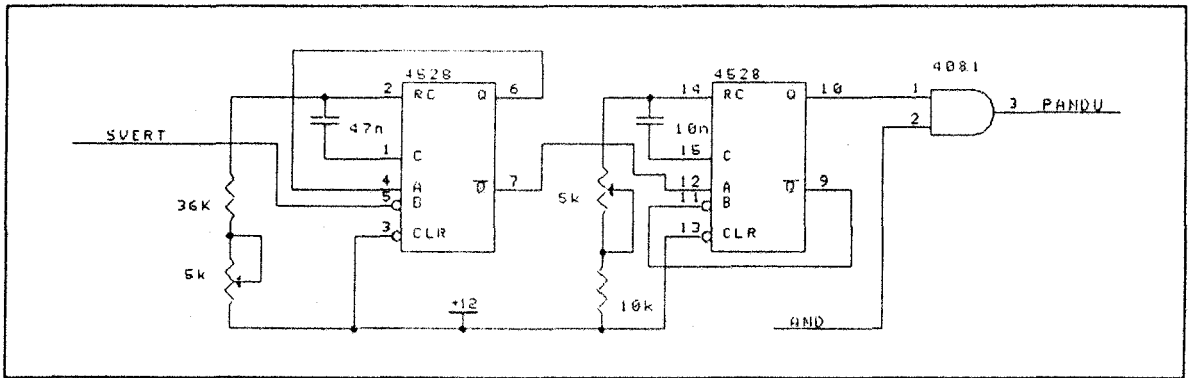 4528
2 RC Q 6
47n
1 C
SVERT
4 A Q 7
5 B
3 CLR
36K
5k
+12
4528
14 RC Q 10
10n
15 C
12 A Q 9
11 B
13 CLR
5k
10k
4081
1
2
3 PANDU
AND